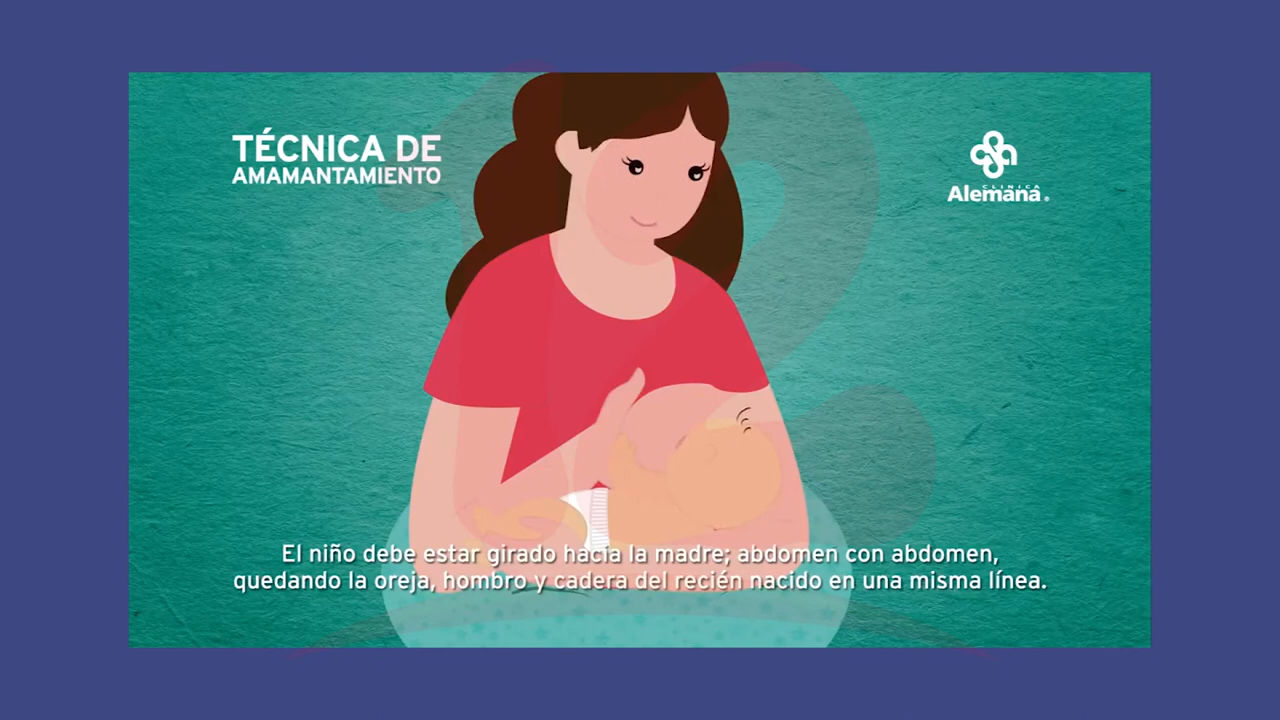 TÉCNICA DE
AMAMANTAMIENTO
CLINICA
Alemana®
El niño debe estar girado hacia la madre; abdomen con abdomen,
quedando la oreja, hombro y cadera del recién nacido en una misma línea.